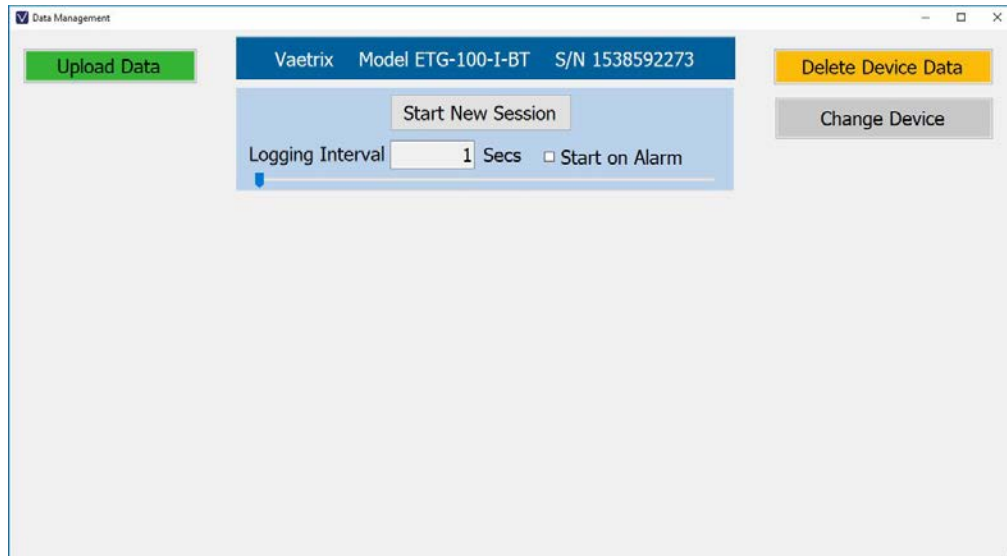 Data Management
Upload Data
Vaetrix Model ETG-100-I-BT S/N 1538592273
Delete Device Data
Start New Session
Change Device
Logging Interval 1 Secs Start on Alarm